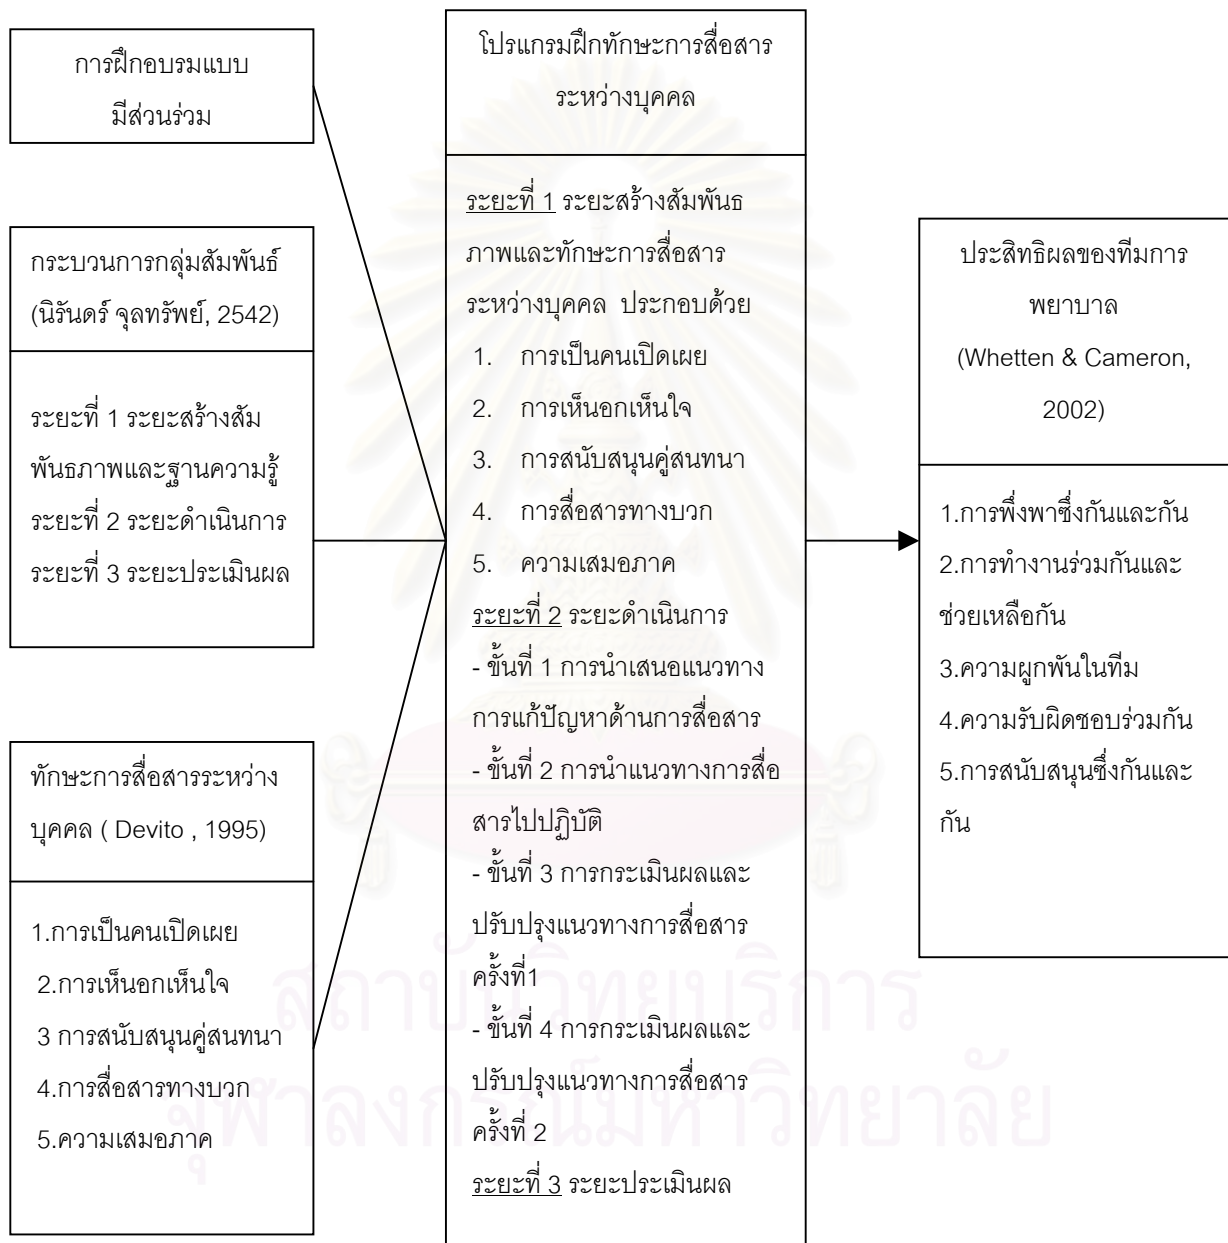 การฝึกอบรมแบบ
มีส่วนร่วม
กระบวนการกลุ่มสัมพันธ์
(นิรันดร์ จุลทรัพย์, 2542)
ระยะที่ 1 ระยะสร้างสัม
พันธภาพและฐานความรู้
ระยะที่ 2 ระยะดำเนินการ
ระยะที่ 3 ระยะประเมินผล
ทักษะการสื่อสารระหว่าง
บุคคล ( Devito , 1995)
1.การเป็นคนเปิดเผย
2.การเห็นอกเห็นใจ
3 การสนับสนุนคู่สนทนา
4.การสื่อสารทางบวก
5.ความเสมอภาค
โปรแกรมฝึกทักษะการสื่อสาร
ระหว่างบุคคล
ระยะที่ 1 ระยะสร้างสัมพันธ
ภาพและทักษะการสื่อสาร
ระหว่างบุคคล ประกอบด้วย
1. การเป็นคนเปิดเผย
2. การเห็นอกเห็นใจ
3. การสนับสนุนคู่สนทนา
4. การสื่อสารทางบวก
5. ความเสมอภาค
ระยะที่ 2 ระยะดำเนินการ
- ขั้นที่ 1 การนำเสนอแนวทาง
การแก้ปัญหาด้านการสื่อสาร
- ขั้นที่ 2 การนำแนวทางการสื่อ
สารไปปฏิบัติ
- ขั้นที่ 3 การกระเมินผลและ
ปรับปรุงแนวทางการสื่อสาร
ครั้งที่1
- ขั้นที่ 4 การกระเมินผลและ
ปรับปรุงแนวทางการสื่อสาร
ครั้งที่ 2
ระยะที่ 3 ระยะประเมินผล
ประสิทธิผลของทีมการ
พยาบาล
(Whetten & Cameron,
2002)
1.การพึ่งพาซึ่งกันและกัน
2.การทำงานร่วมกันและ
ช่วยเหลือกัน
3.ความผูกพันในทีม
4.ความรับผิดชอบร่วมกัน
5.การสนับสนุนซึ่งกันและ
กัน
สถาบันวิทยบริการ
จุฬาลงกรณ์มหาวิทยาลัย